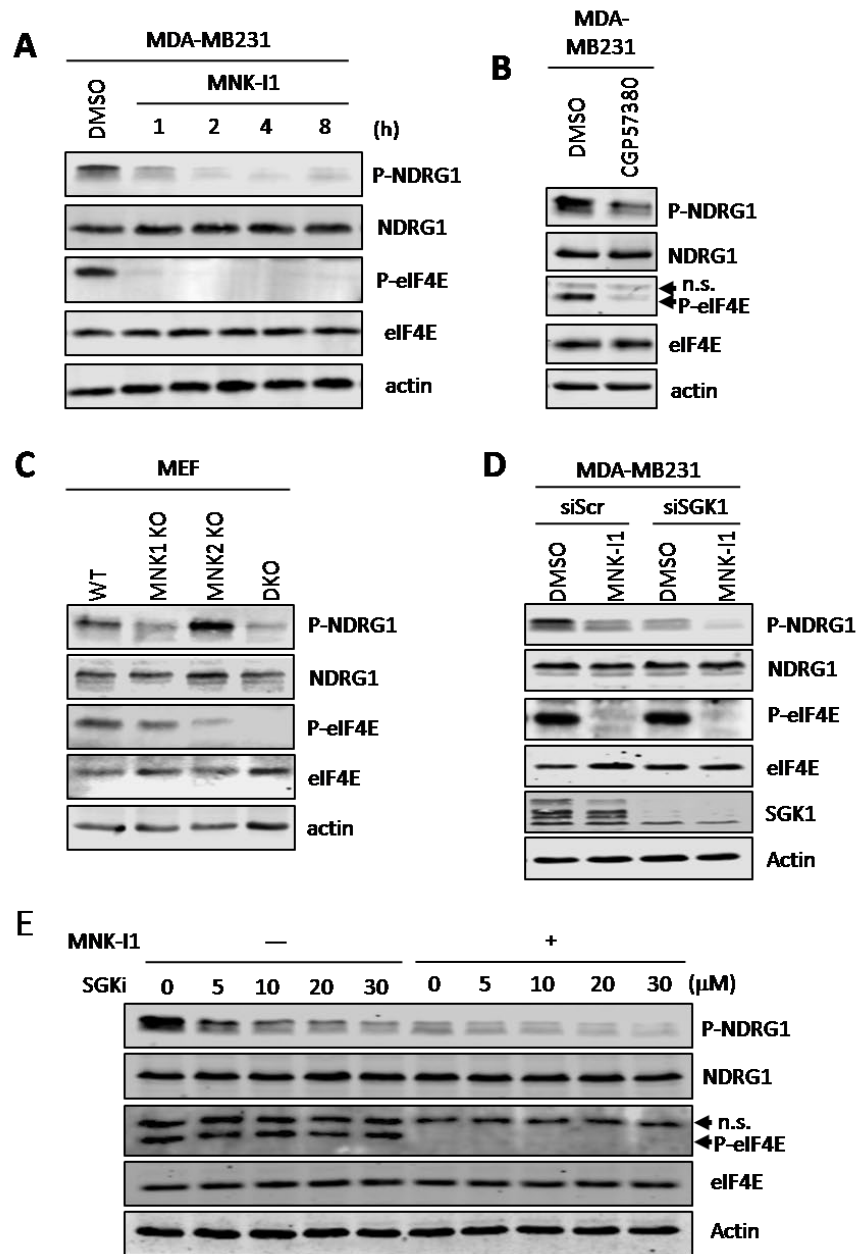 A
MDA-MB231
DMSO
MNK-I1
1 2 4 8 (h)
P-NDRG1
NDRG1
P-eIF4E
eIF4E
actin
B
MDA-
MB231
DMSO
CGP57380
P-NDRG1
NDRG1
n.s.
P-eIF4E
eIF4E
actin
C
MEF
WT
MNK1 KO
MNK2 KO
DKO
P-NDRG1
NDRG1
P-eIF4E
eIF4E
actin
D
MDA-MB231
siScr siSGK1
DMSO
MNK-I1
DMSO
MNK-I1
P-NDRG1
NDRG1
P-eIF4E
eIF4E
SGK1
Actin
E
MNK-I1 — +
SGKi 0 5 10 20 30 0 5 10 20 30 (μM)
P-NDRG1
NDRG1
n.s.
P-eIF4E
eIF4E
Actin